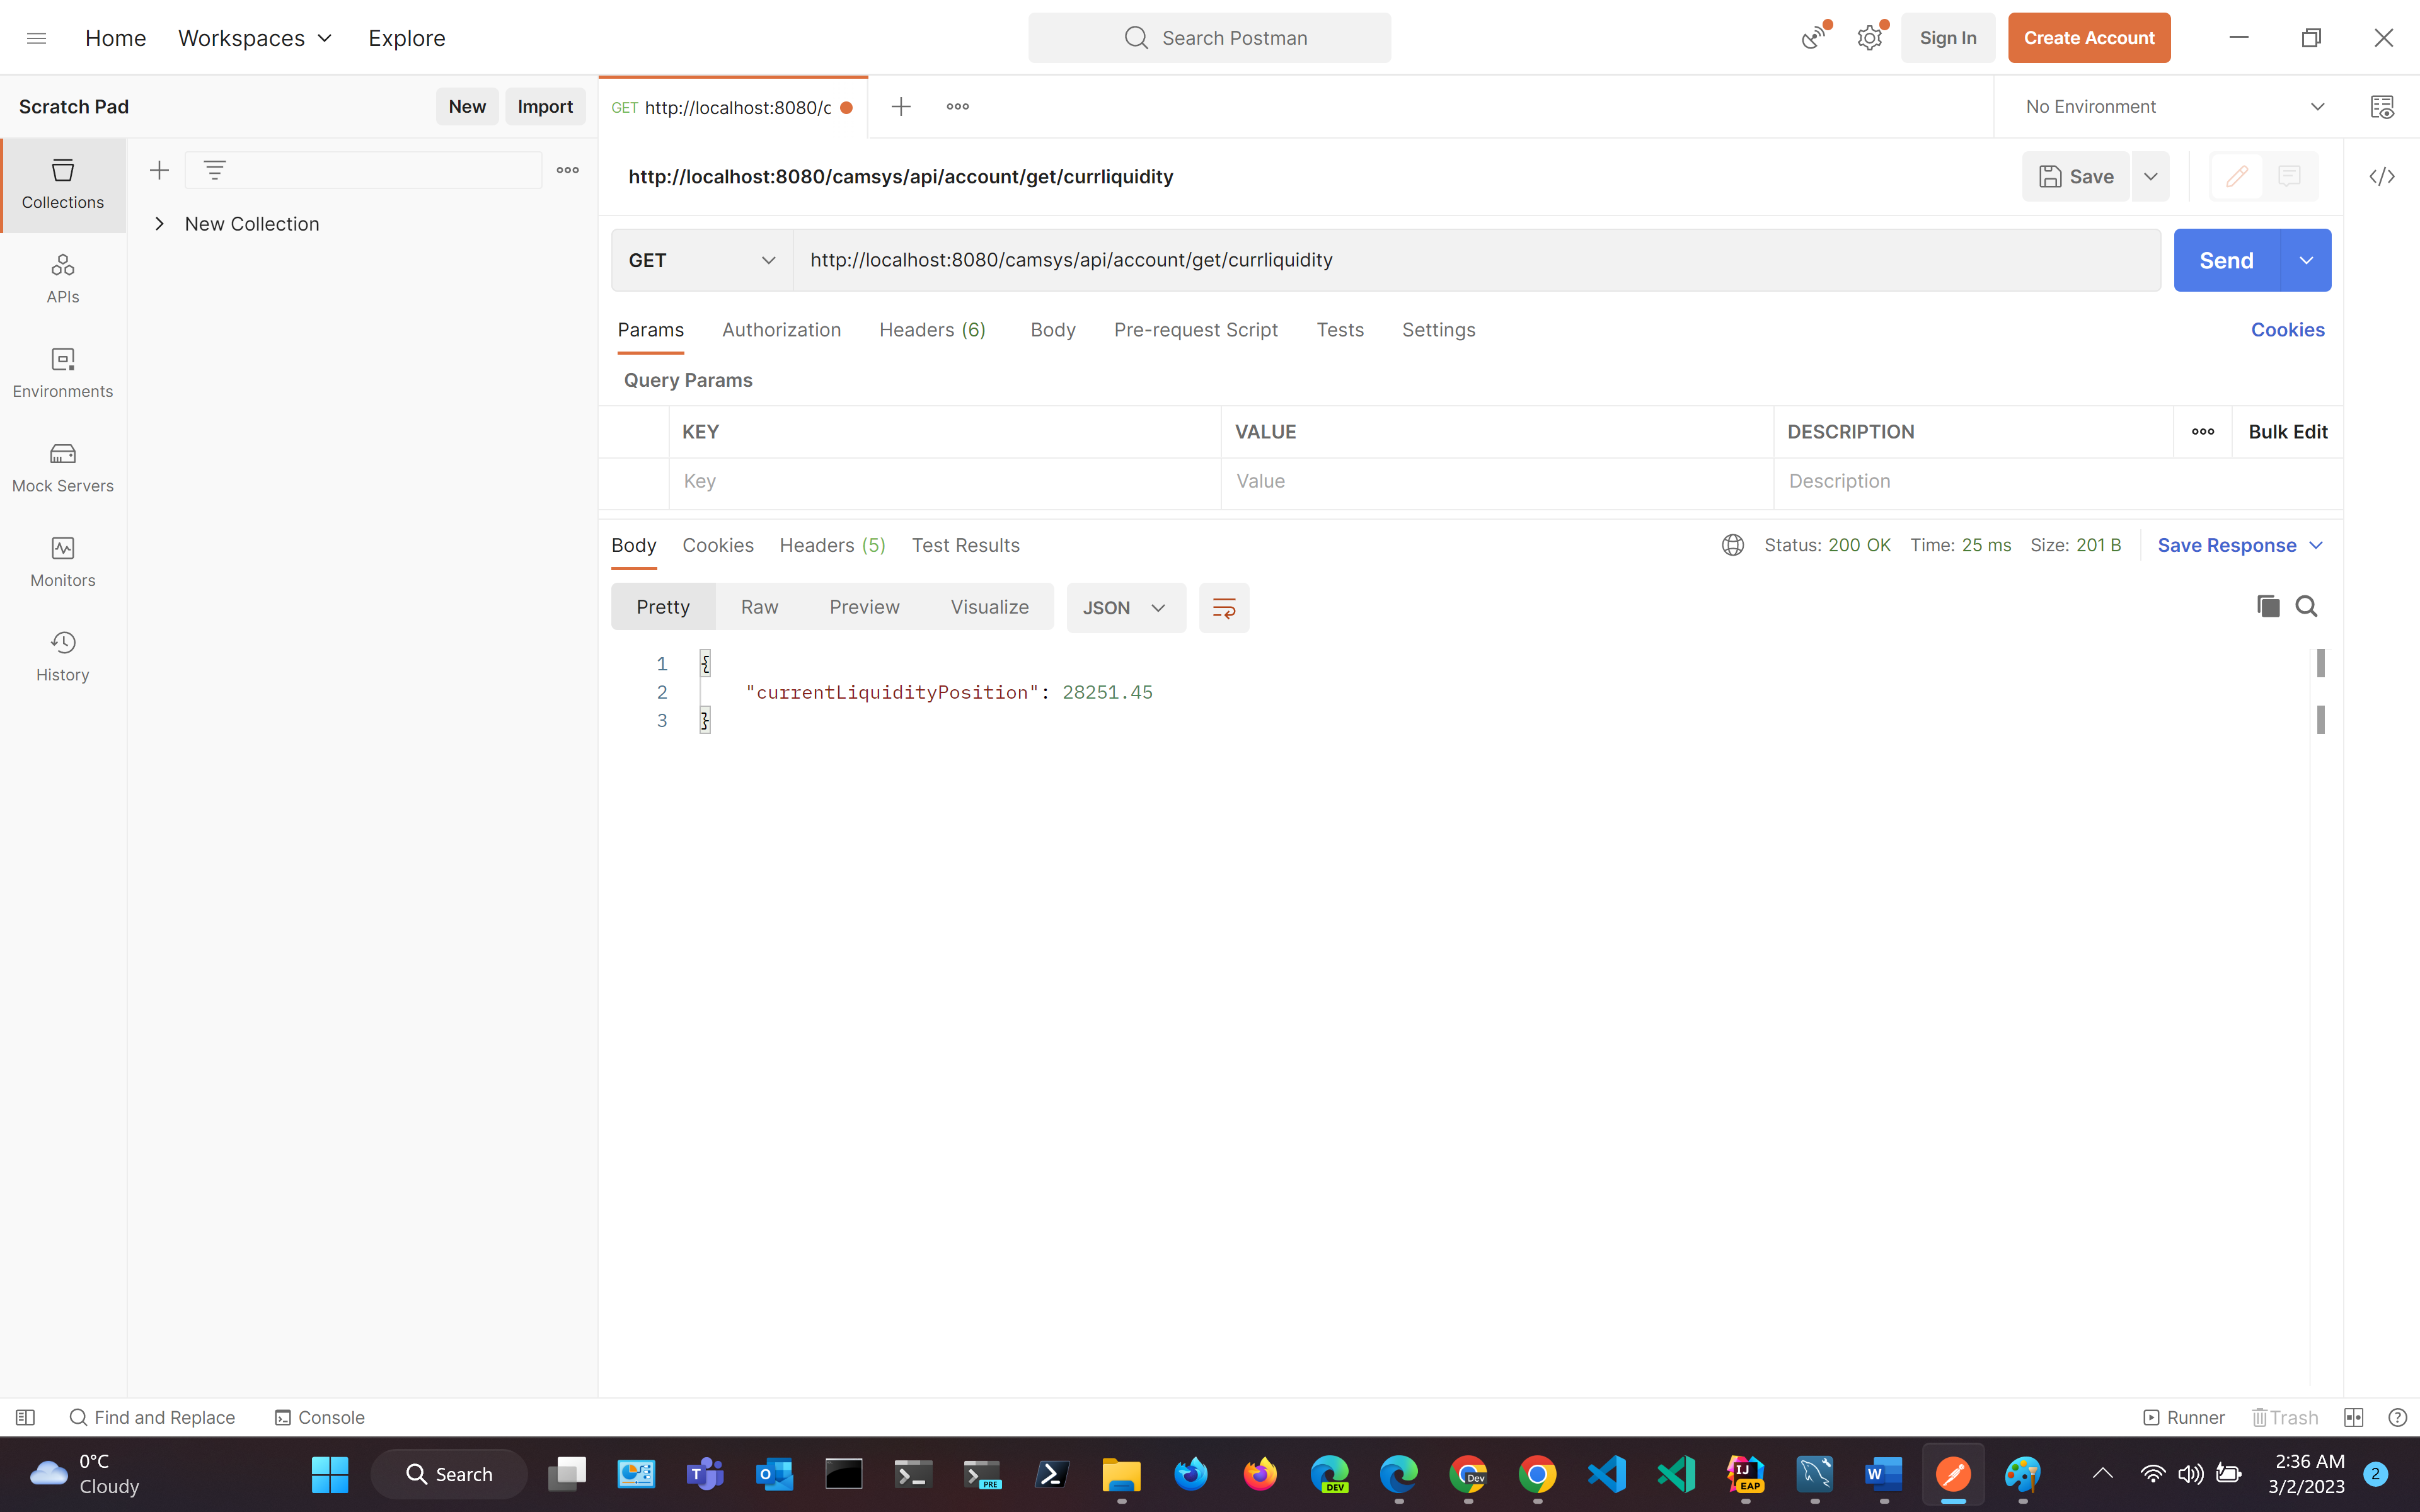 Home Workspaces Explore Search Postman Sign In Create Account
Scratch Pad New Import GET http://localhost:8080/c No Environment
Collections
New Collection
APIs
Environments
Mock Servers
Monitors
History
http://localhost:8080/camsys/api/account/get/currliquidity Save
GET http://localhost:8080/camsys/api/account/get/currliquidity Send
Params Authorization Headers (6) Body Pre-request Script Tests Settings Cookies
Query Params
KEY VALUE DESCRIPTION Bulk Edit
Key Value Description
Body Cookies Headers (5) Test Results Status: 200 OK Time: 25 ms Size: 201 B Save Response
Pretty Raw Preview Visualize JSON
1 {
2 "currentLiquidityPosition": 28251.45
3 }
Find and Replace Console Runner Trash
0°C
Cloudy
Search
T
O
PRE
DEV
Dev
IJ
EAP
W
2:36 AM
3/2/2023
2